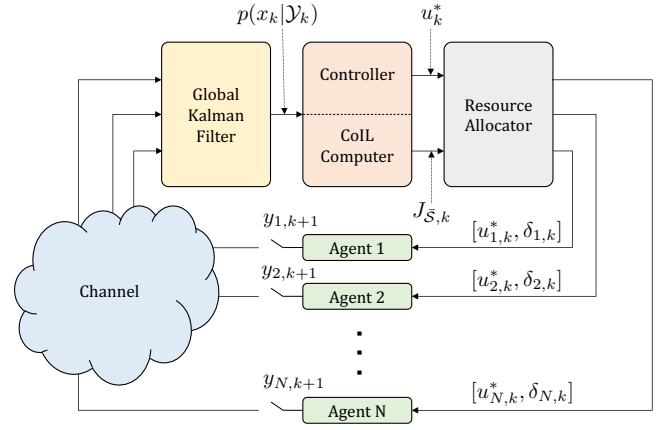 p(x_k|𝒴_k)
u_k^*
Global
Kalman
Filter
Controller
CoIL
Computer
Resource
Allocator
J_{\bar{𝒮},k}
y_{1,k+1}
Agent 1
[u_{1,k}^*, δ_{1,k}]
y_{2,k+1}
Agent 2
[u_{2,k}^*, δ_{2,k}]
Channel
y_{N,k+1}
Agent N
[u_{N,k}^*, δ_{N,k}]